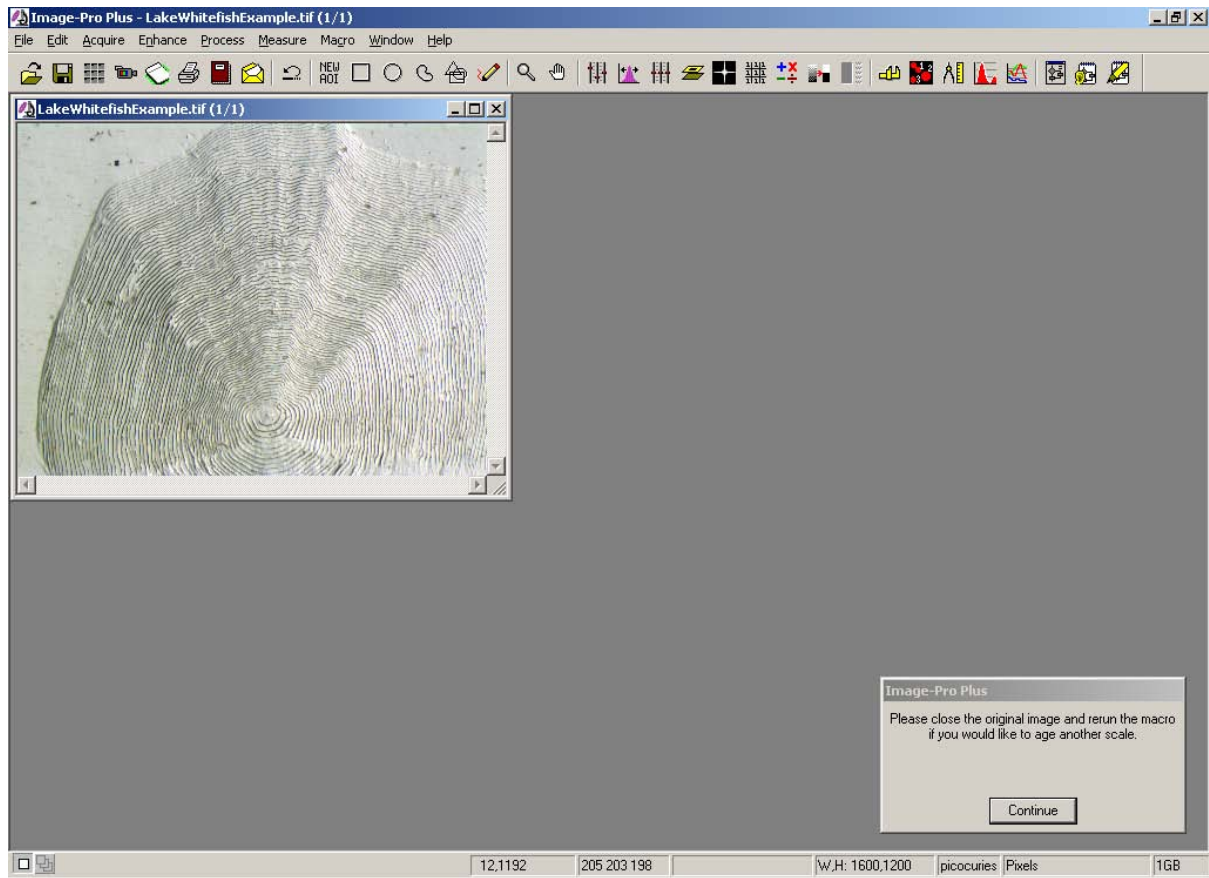 Image-Pro Plus - LakeWhitefishExample.tif (1/1)
File Edit Acquire Enhance Process Measure Macro Window Help
NEW
AOI
LakeWhitefishExample.tif (1/1)
Image-Pro Plus
Please close the original image and rerun the macro
if you would like to age another scale.
Continue
12,1192 205 203 198 W,H: 1600,1200 picocuries Pixels 1GB